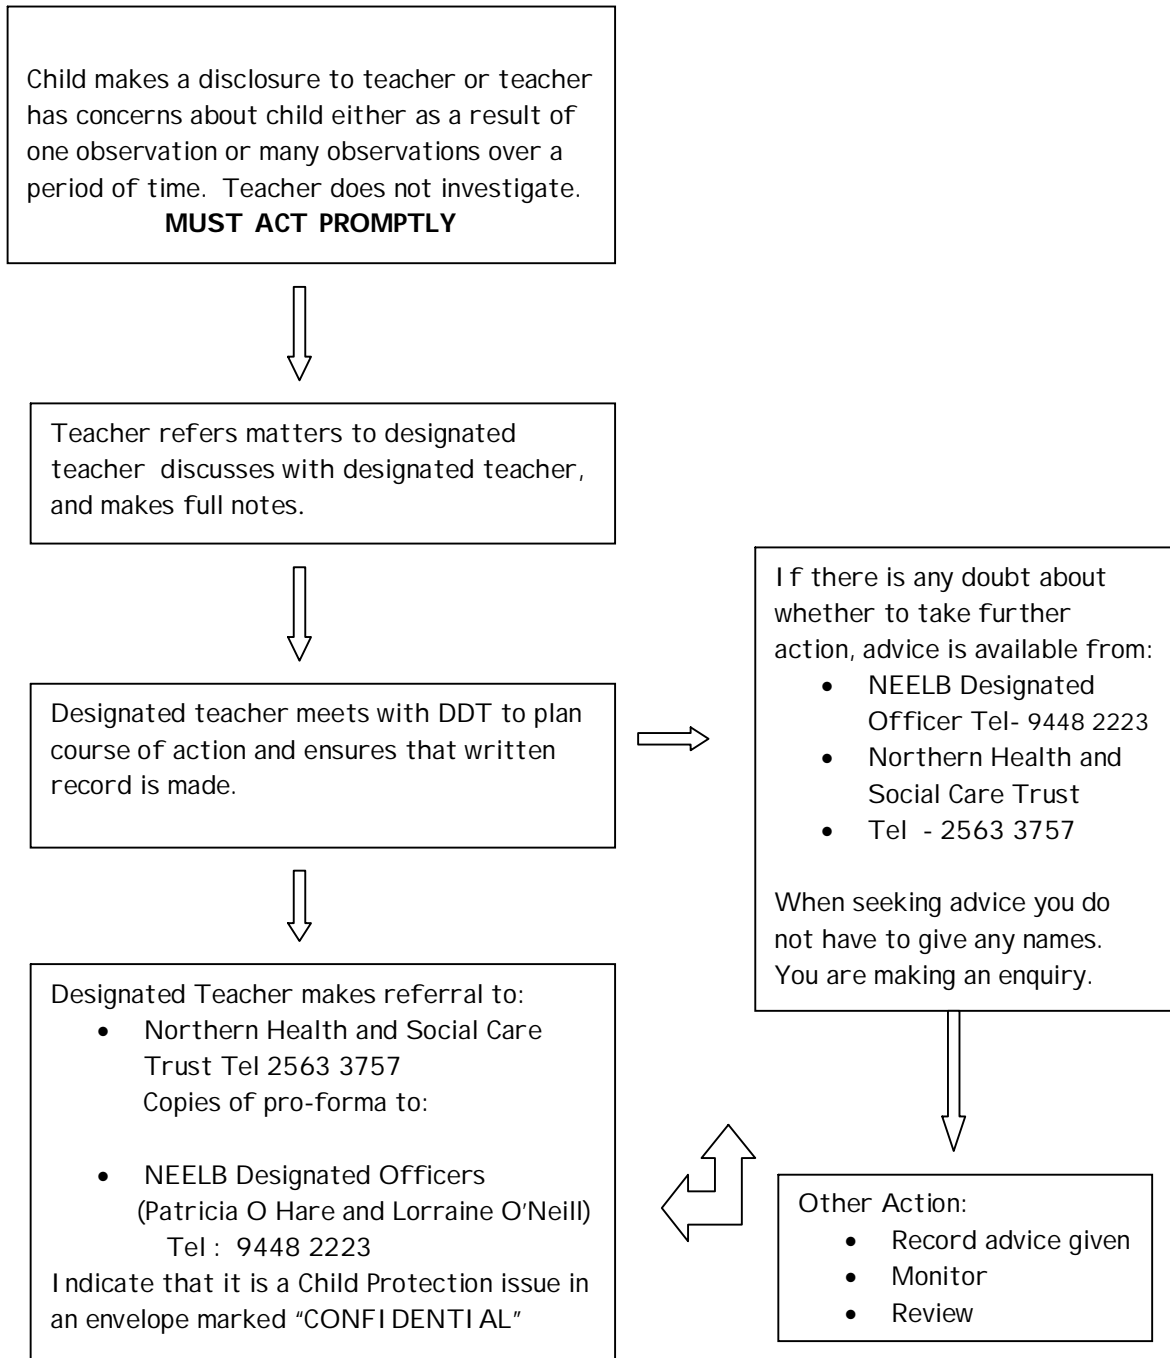 Child makes a disclosure to teacher or teacher
has concerns about child either as a result of
one observation or many observations over a
period of time. Teacher does not investigate.
MUST ACT PROMPTLY
Teacher refers matters to designated
teacher discusses with designated teacher,
and makes full notes.
Designated teacher meets with DDT to plan
course of action and ensures that written
record is made.
If there is any doubt about
whether to take further
action, advice is available from:
• NEELB Designated
Officer Tel- 9448 2223
• Northern Health and
Social Care Trust
• Tel - 2563 3757
When seeking advice you do
not have to give any names.
You are making an enquiry.
Designated Teacher makes referral to:
• Northern Health and Social Care
Trust Tel 2563 3757
Copies of pro-forma to:
• NEELB Designated Officers
(Patricia O Hare and Lorraine O'Neill)
Tel : 9448 2223
Indicate that it is a Child Protection issue in
an envelope marked “CONFIDENTIAL”
Other Action:
• Record advice given
• Monitor
• Review